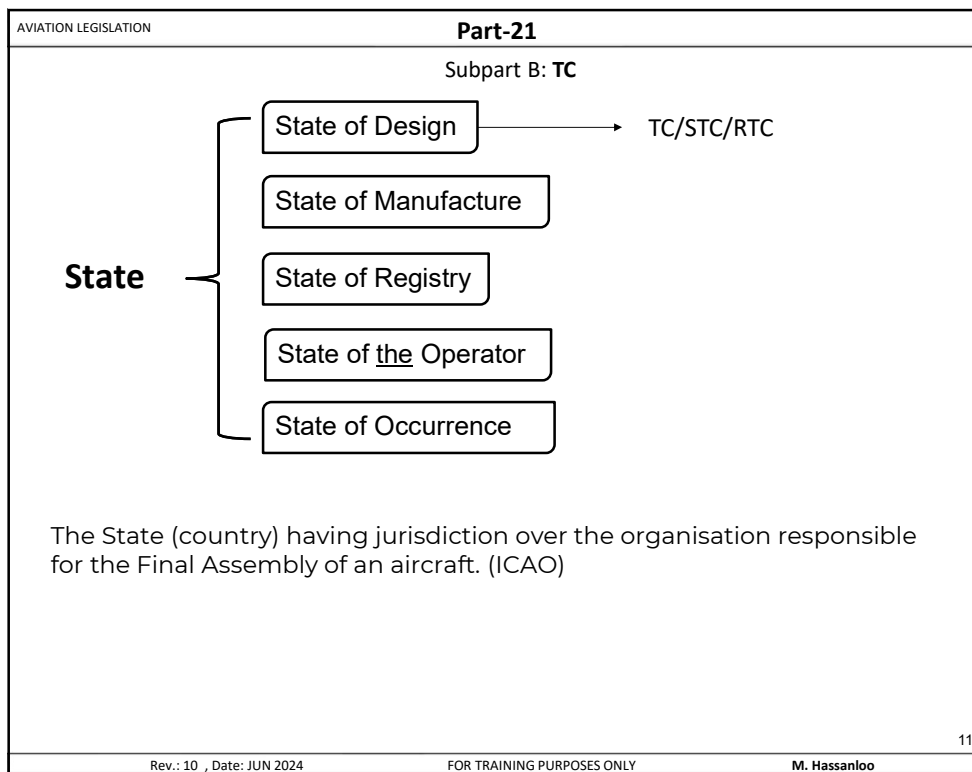 AVIATION LEGISLATION
Part-21
Subpart B: TC
State of Design
TC/STC/RTC
State of Manufacture
State
State of Registry
State of the Operator
State of Occurrence
The State (country) having jurisdiction over the organisation responsible
for the Final Assembly of an aircraft. (ICAO)
11
Rev.: 10 , Date: JUN 2024
FOR TRAINING PURPOSES ONLY
M. Hassanloo